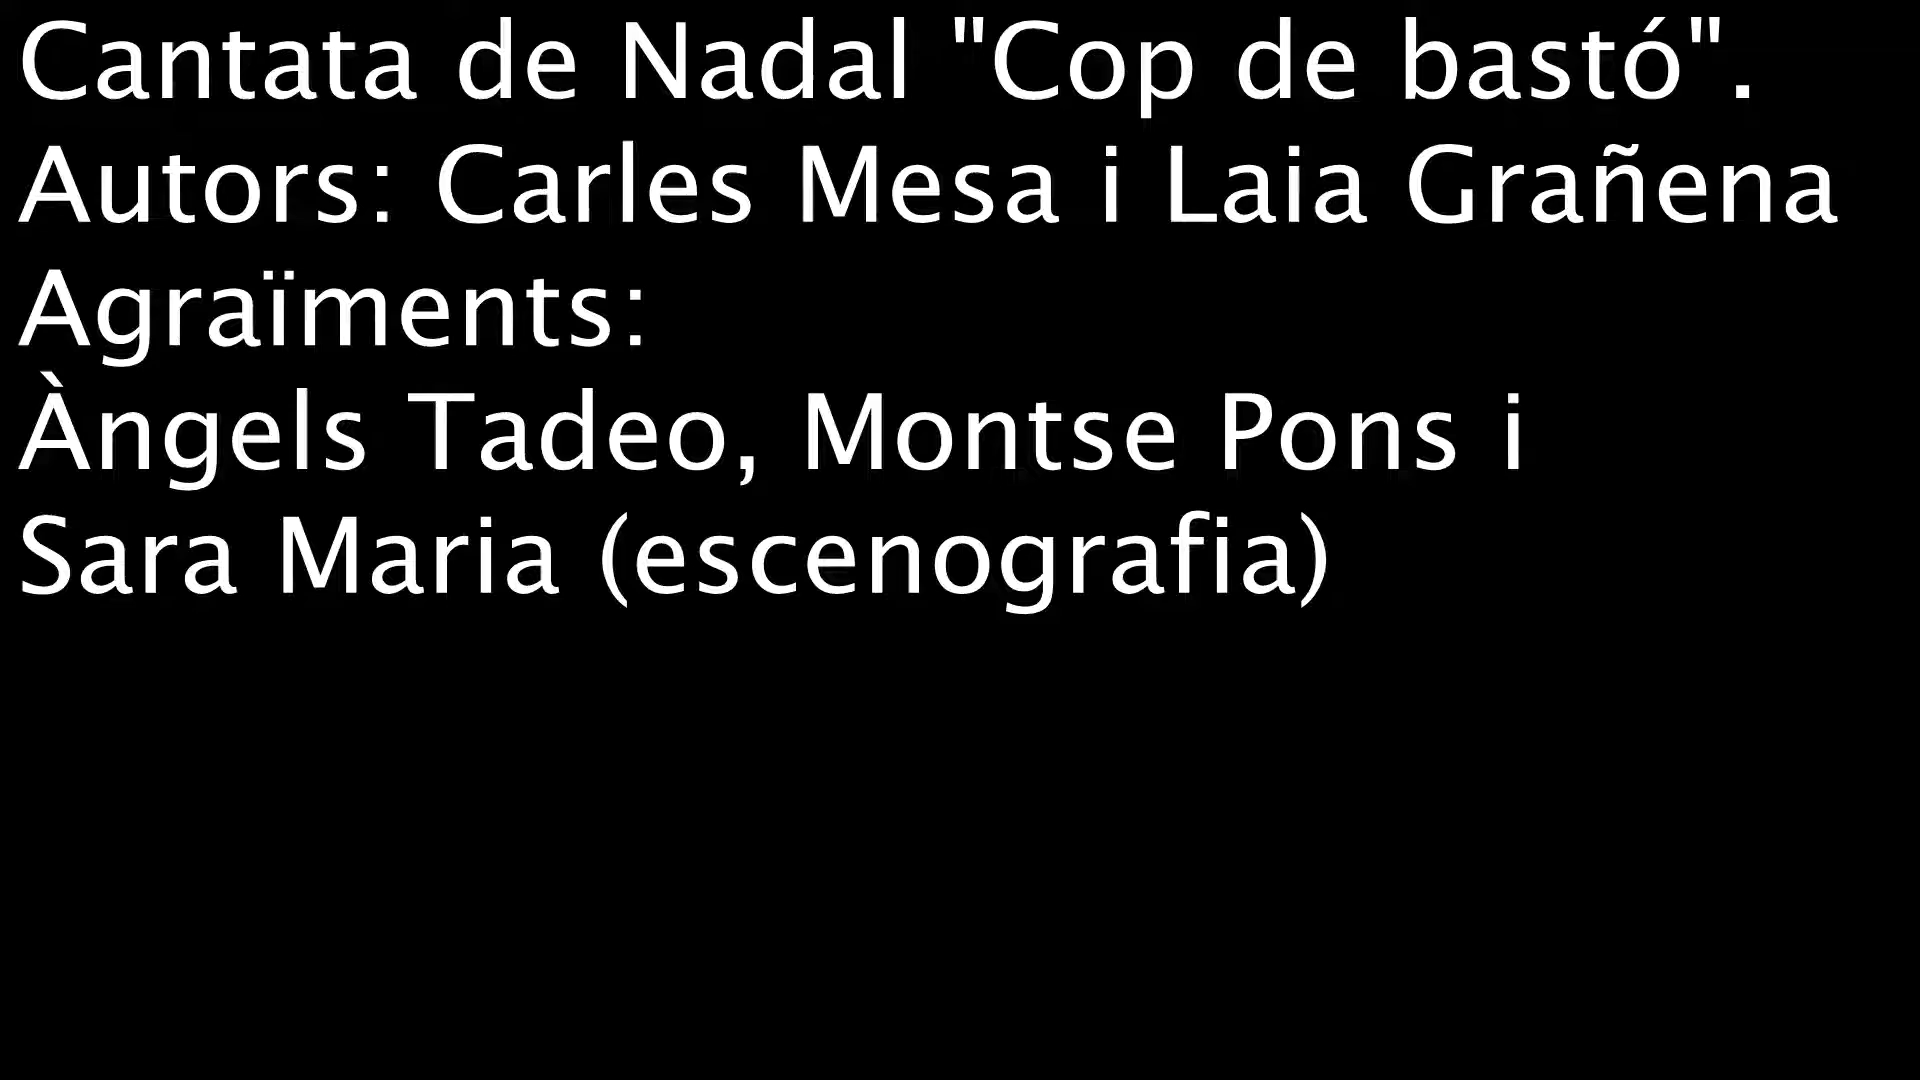 Cantata de Nadal "Cop de bastó".
Autors: Carles Mesa i Laia Grañena
Agraïments:
Àngels Tadeo, Montse Pons i
Sara Maria (escenografia)